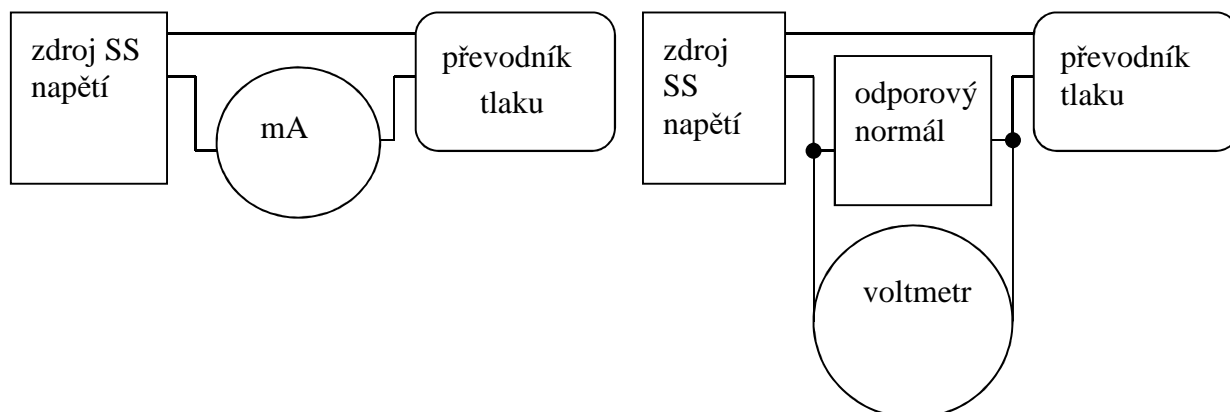 zdroj SS
napětí
mA
převodník
tlaku
zdroj
SS
napětí
odporový
normál
převodník
tlaku
voltmetr